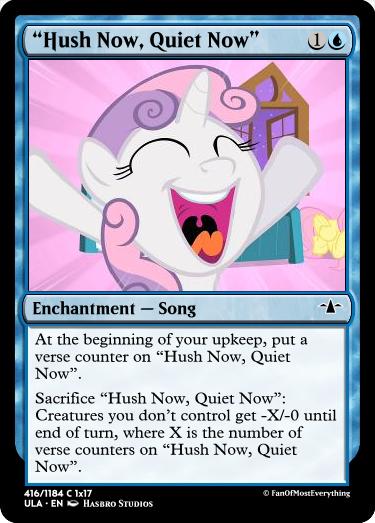 “Hush Now, Quiet Now” 1
Enchantment — Song
At the beginning of your upkeep, put a
verse counter on “Hush Now, Quiet
Now”.
Sacrifice “Hush Now, Quiet Now”:
Creatures you don’t control get -X/-0 until
end of turn, where X is the number of
verse counters on “Hush Now, Quiet
Now”.
416/1184 C 1x17
ULA • EN Hasbro Studios
© FanOfMostEverything